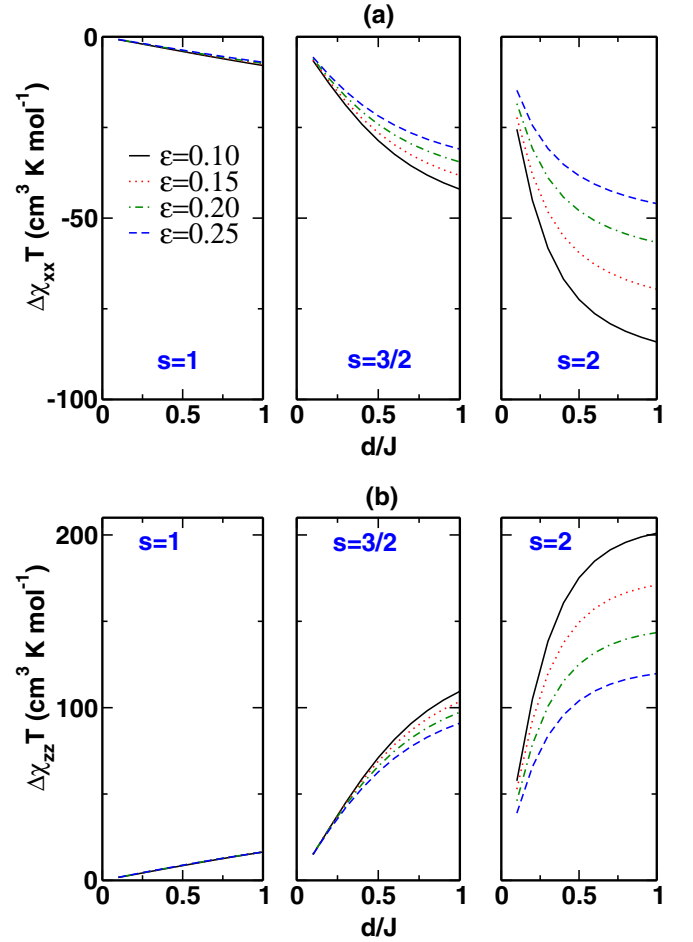 (a)
0
-50
-100
Δχxx T (cm³ K mol⁻¹)
ε=0.10
ε=0.15
ε=0.20
ε=0.25
s=1
s=3/2
s=2
0 0.5 1
0 0.5 1
0 0.5 1
d/J
d/J
d/J
(b)
200
100
0
Δχzz T (cm³ K mol⁻¹)
s=1
s=3/2
s=2
0 0.5 1
0 0.5 1
0 0.5 1
d/J
d/J
d/J